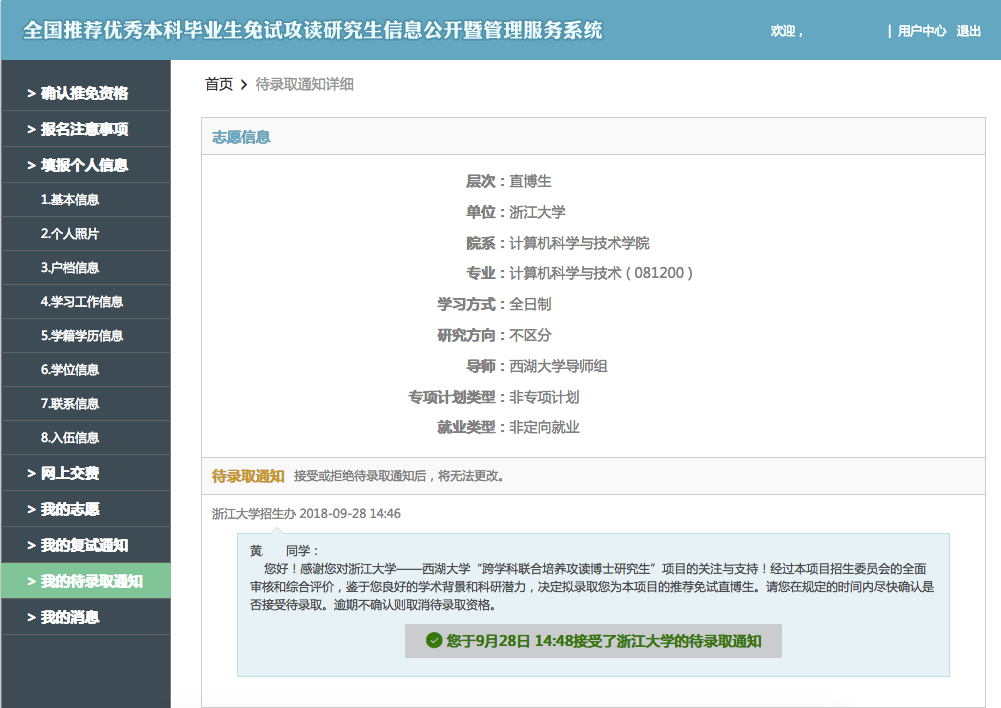 全国推荐优秀本科毕业生免试攻读研究生信息公开暨管理服务系统
欢迎，
| 用户中心 退出
> 确认推免资格
> 报名注意事项
> 填报个人信息
1.基本信息
2.个人照片
3.户档信息
4.学习工作信息
5.学籍学历信息
6.学位信息
7.联系信息
8.入伍信息
> 网上交费
> 我的志愿
> 我的复试通知
> 我的待录取通知
> 我的消息
首页 > 待录取通知详细
志愿信息
层次：直博生
单位：浙江大学
院系：计算机科学与技术学院
专业：计算机科学与技术（081200）
学习方式：全日制
研究方向：不区分
导师：西湖大学导师组
专项计划类型：非专项计划
就业类型：非定向就业
待录取通知 接受或拒绝待录取通知后，将无法更改。
浙江大学招生办 2018-09-28 14:46
黄 同学：
您好！感谢您对浙江大学——西湖大学“跨学科联合培养攻读博士研究生”项目的关注与支持！经过本项目招生委员会的全面
审核和综合评价，鉴于您良好的学术背景和科研潜力，决定拟录取您为本项目的推荐免试直博生。请您在规定的时间内尽快确认是
否接受待录取。逾期不确认则取消待录取资格。
您于9月28日 14:48接受了浙江大学的待录取通知